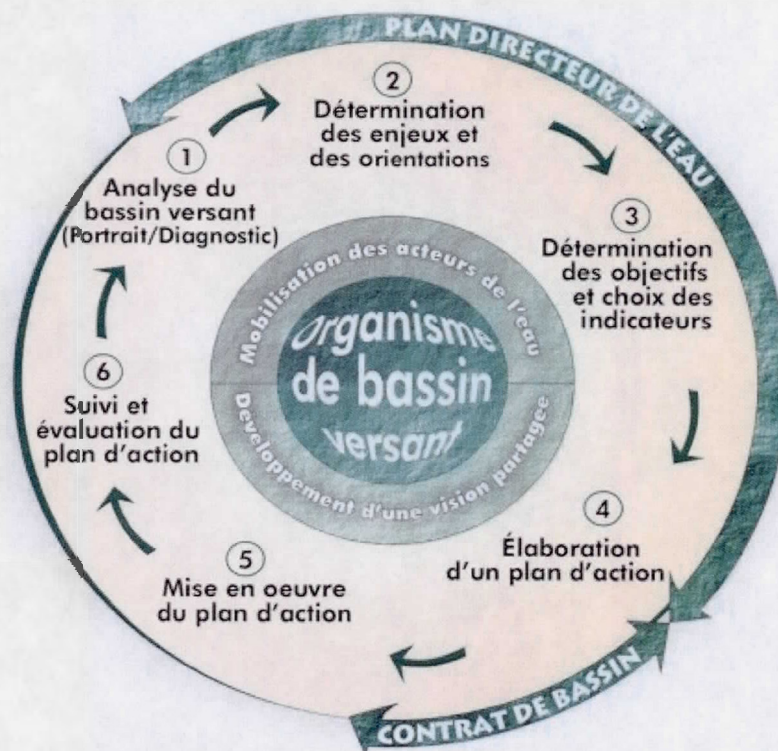 PLAN DIRECTEUR DE L'EAU
1
Analyse du
bassin versant
(Portrait/Diagnostic)
2
Détermination
des enjeux et
des orientations
3
Détermination
des objectifs
et choix des
indicateurs
4
Élaboration
d'un plan d'action
5
Mise en oeuvre
du plan d'action
6
Suivi et
évaluation du
plan d'action
Mobilisation des acteurs de l'eau
Organisme
de bassin
versant
Développement d'une vision partagée
CONTRAT DE BASSIN